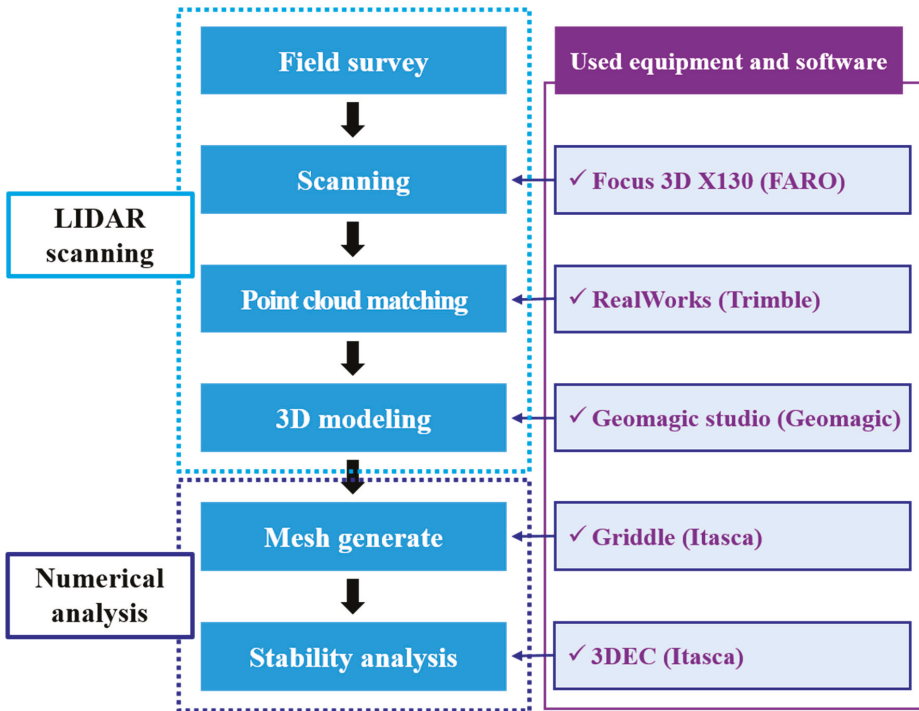 Field survey
Used equipment and software
Scanning
✓ Focus 3D X130 (FARO)
LIDAR
scanning
Point cloud matching
✓ RealWorks (Trimble)
3D modeling
✓ Geomagic studio (Geomagic)
Mesh generate
✓ Griddle (Itasca)
Numerical
analysis
Stability analysis
✓ 3DEC (Itasca)